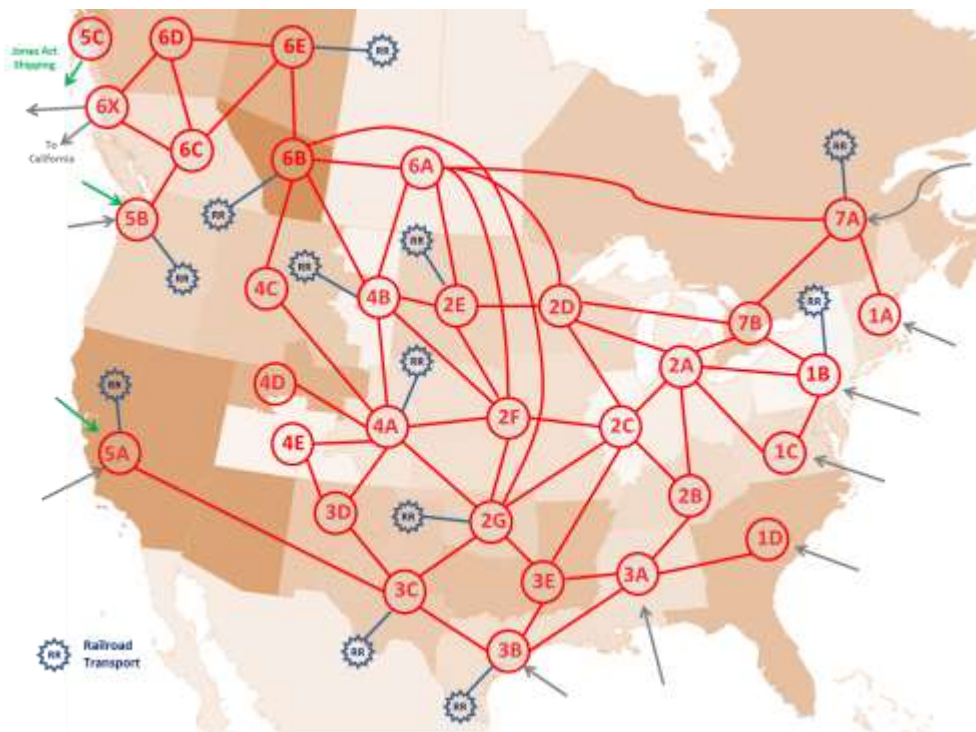 5C
6D
6E
RR
Jones Act
Shipping
6X
To
California
6C
6B
6A
RR
7A
RR
5B
RR
RR
RR
4C
4B
2E
2D
7B
RR
1A
4D
RR
2A
1B
RR
5A
4E
4A
2F
2C
1C
3D
RR
2G
2B
1D
3C
3E
3A
RR
Railroad
Transport
RR
3B
RR